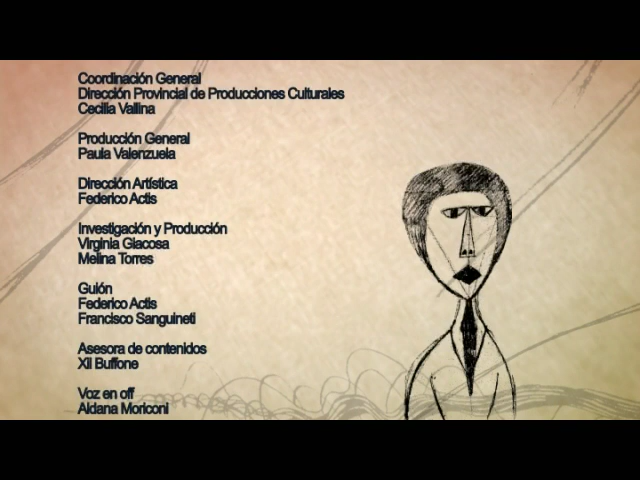 Coordinación General
Dirección Provincial de Producciones Culturales
Cecilia Vallina
Producción General
Paula Valenzuela
Dirección Artística
Federico Actis
Investigación y Producción
Virginia Giacosa
Melina Torres
Guión
Federico Actis
Francisco Sanguineti
Asesora de contenidos
Xil Buffone
Voz en off
Aldana Moriconi